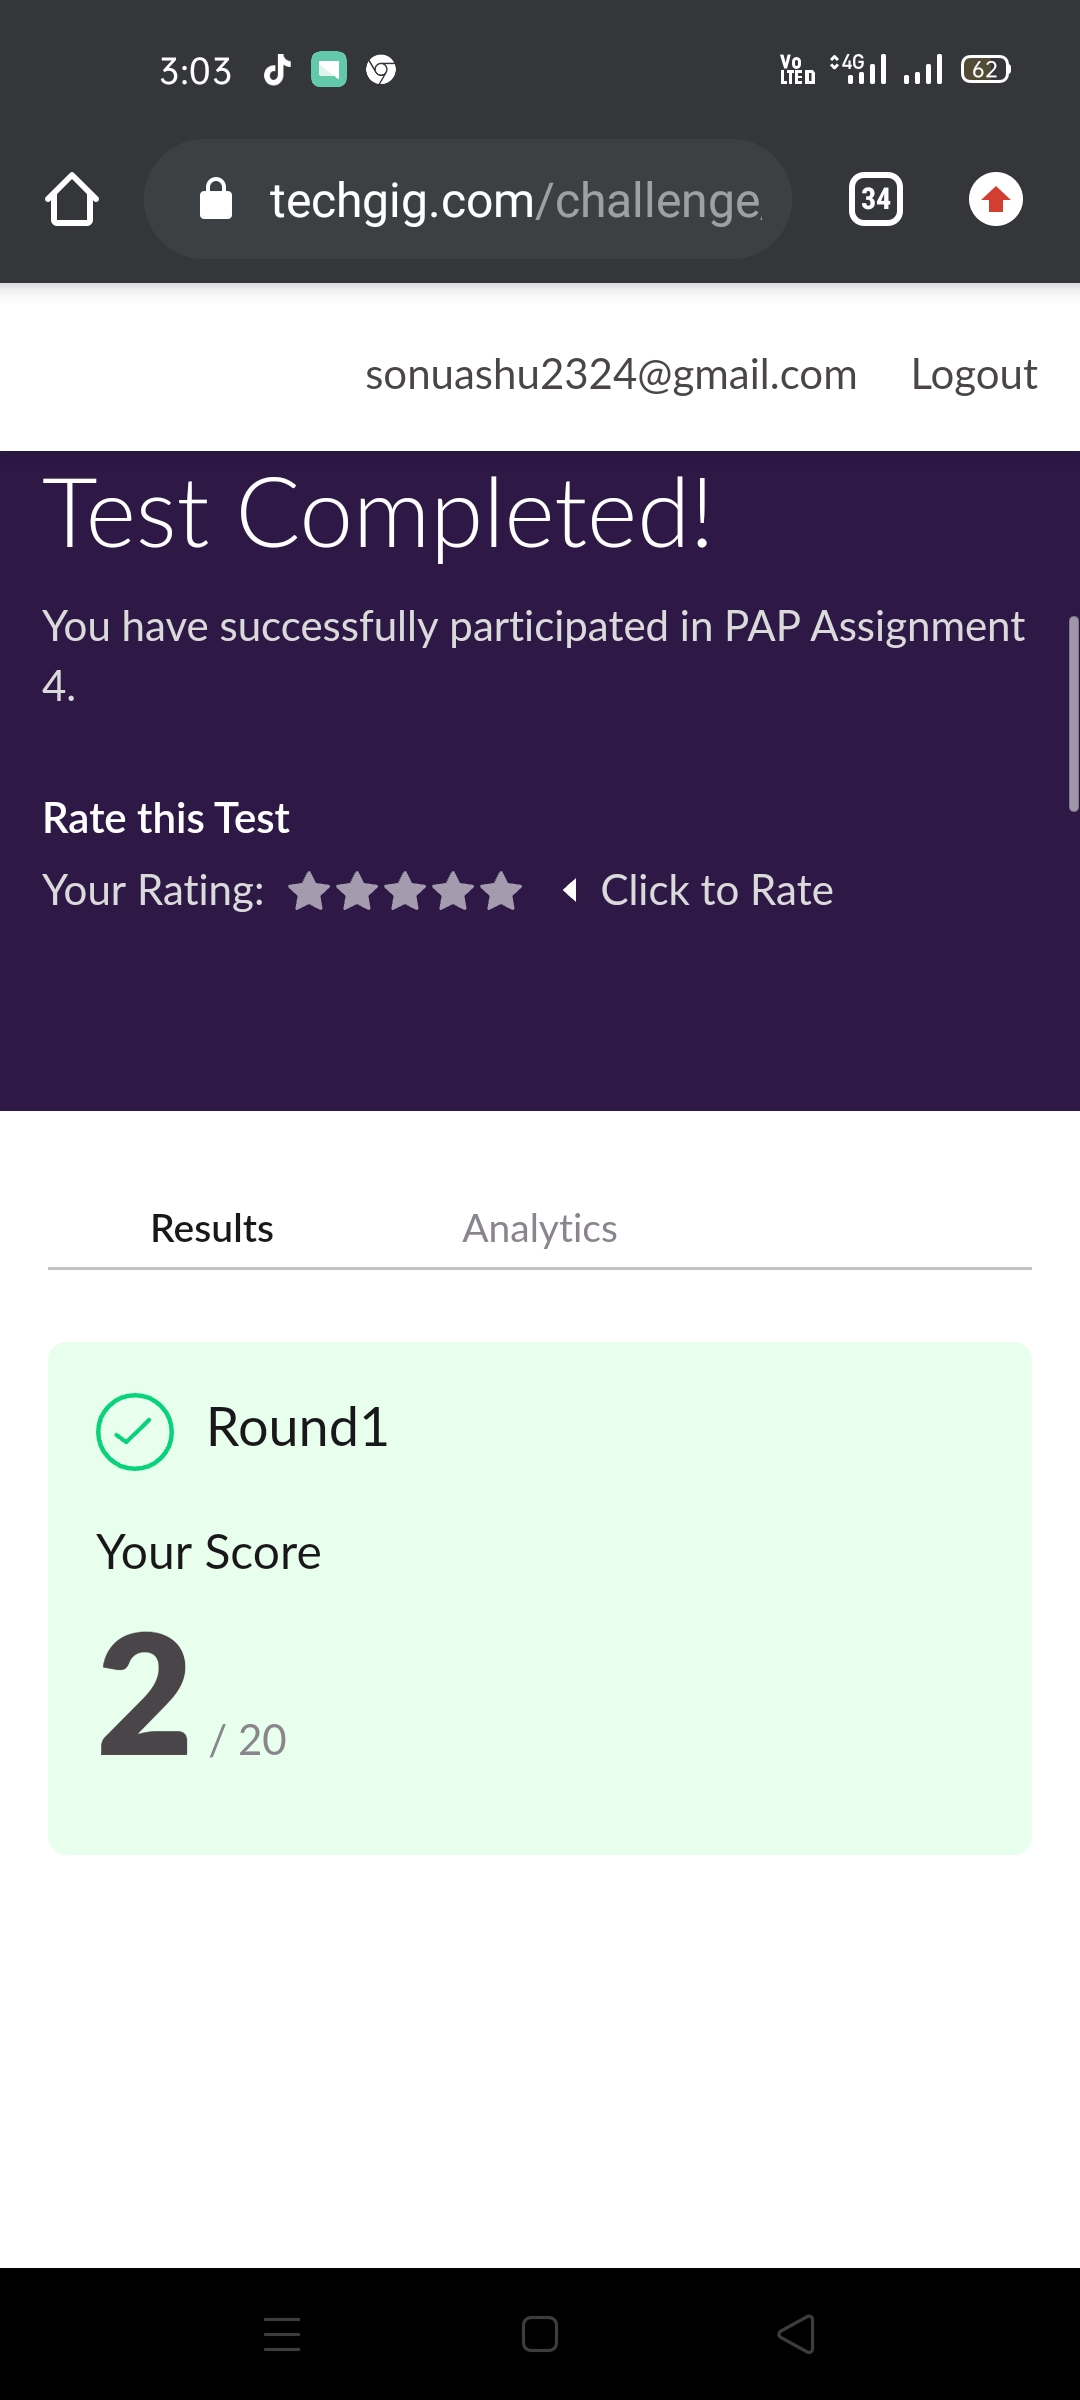 3:03
Vo LTE D 4G 62
techgig.com/challenge
34
sonuashu2324@gmail.com Logout
Test Completed!
You have successfully participated in PAP Assignment
4.
Rate this Test
Your Rating: Click to Rate
Results Analytics
Round1
Your Score
2 / 20